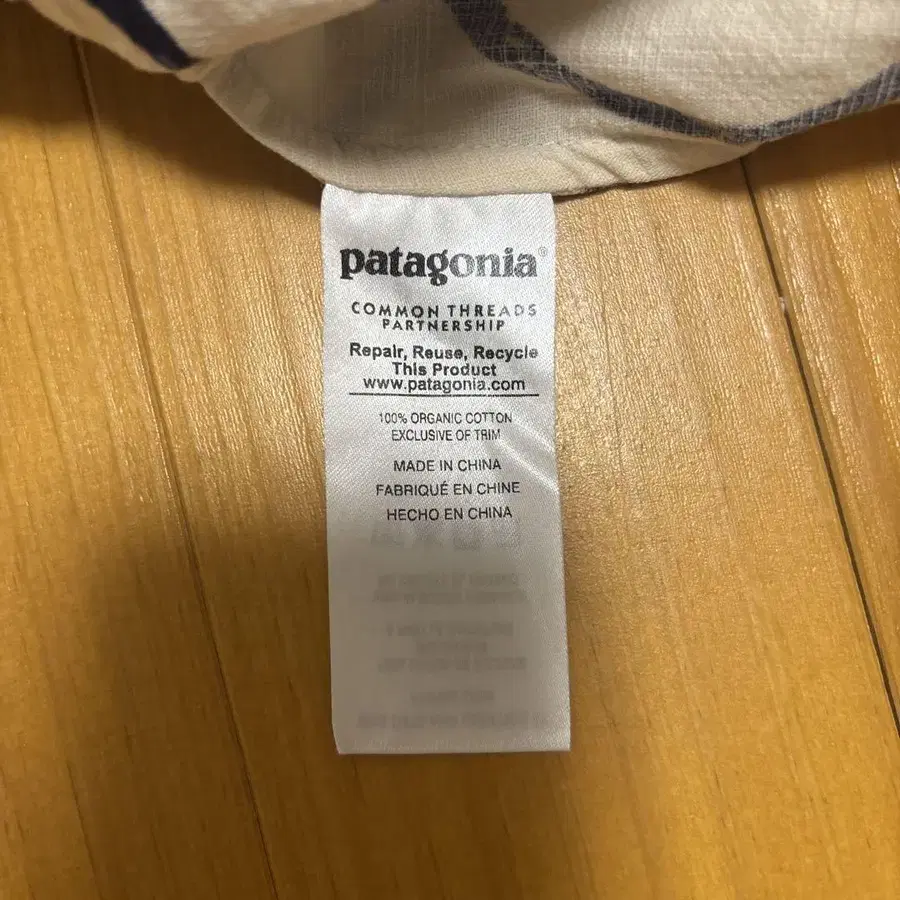 patagonia®
COMMON THREADS
PARTNERSHIP
Repair, Reuse, Recycle
This Product
www.patagonia.com
100% ORGANIC COTTON
EXCLUSIVE OF TRIM
MADE IN CHINA
FABRIQUÉ EN CHINE
HECHO EN CHINA